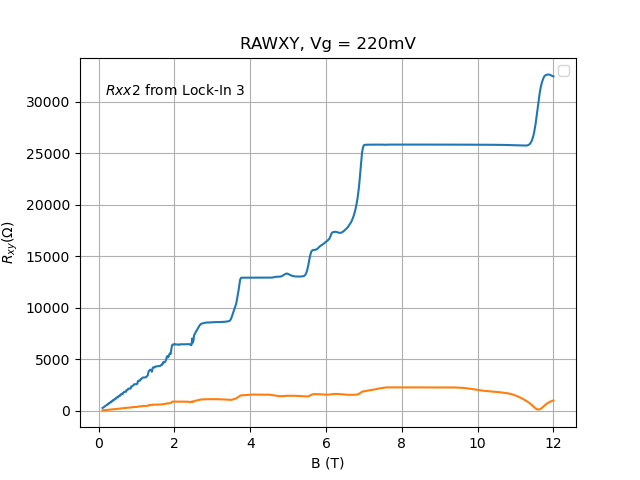 RAWXY, Vg = 220mV
Rxx2 from Lock-In 3
30000
25000
20000
15000
10000
5000
0
Rxy(Ω)
0 2 4 6 8 10 12
B (T)